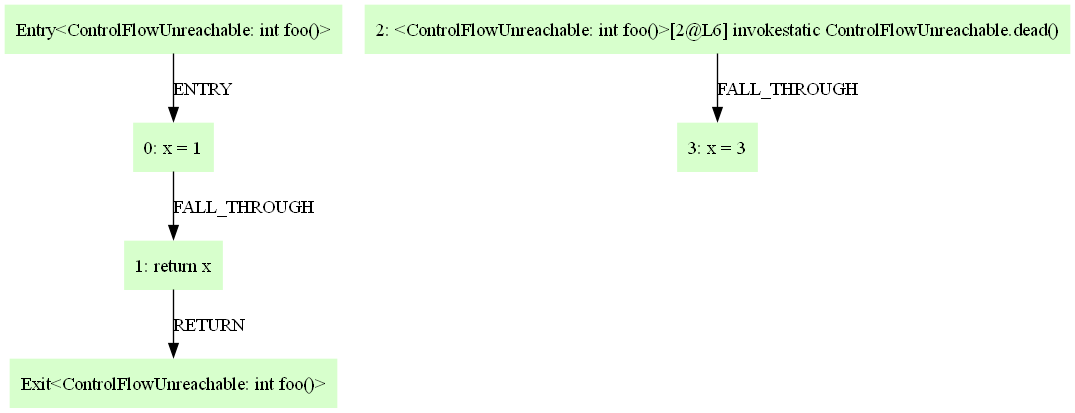 Entry<ControlFlowUnreachable: int foo()>
ENTRY
0: x = 1
FALL_THROUGH
1: return x
RETURN
Exit<ControlFlowUnreachable: int foo()>
2: <ControlFlowUnreachable: int foo()>[2@L6] invokestatic ControlFlowUnreachable.dead()
FALL_THROUGH
3: x = 3